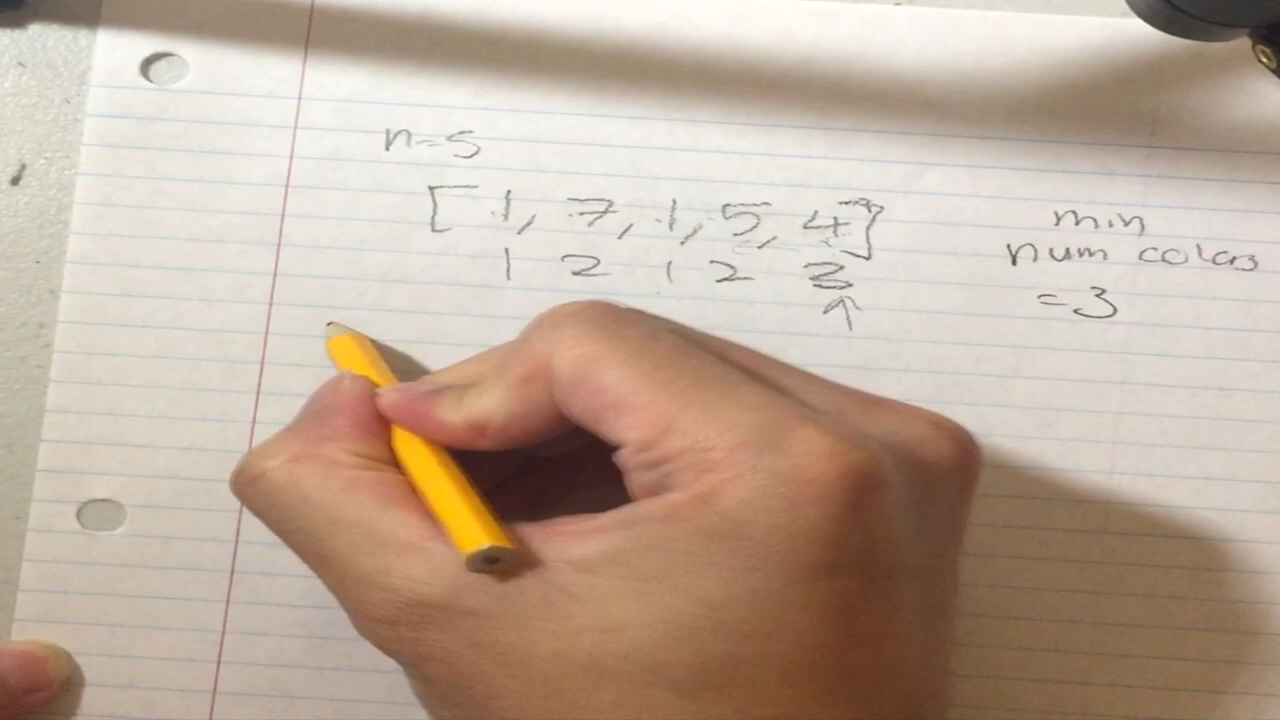 n=5
[1, 7, 1, 5, 4]
1 2 1 2 3
min
num colors
=3